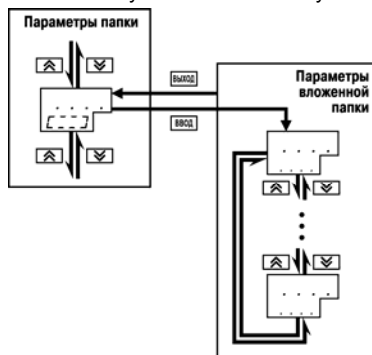 Параметры папки
выход
ввод
Параметры
вложенной
папки